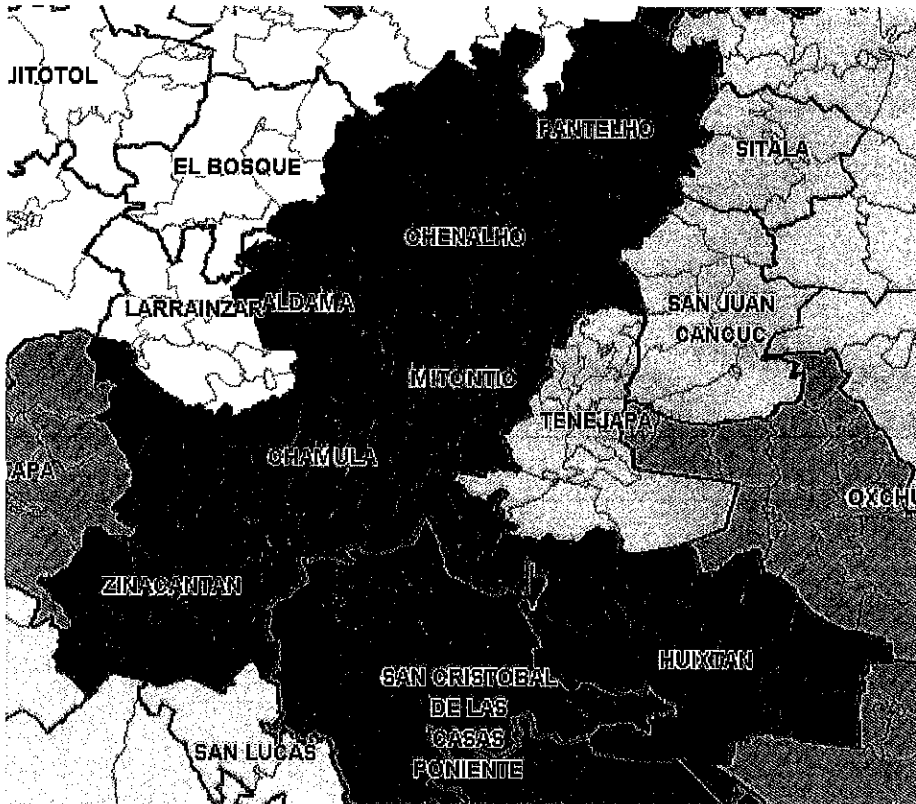 JITOTOL
PANTELHO
SITALA
EL BOSQUE
CHENALHO
LARRAINZAR
ALDAMA
SAN JUAN
CANCUC
MITONTIC
TENEJAPA
CHAMULA
APA
OXCHU
ZINACANTAN
HUIXTAN
SAN CRISTOBAL
DE LAS
CASAS
PONIENTE
SAN LUCAS